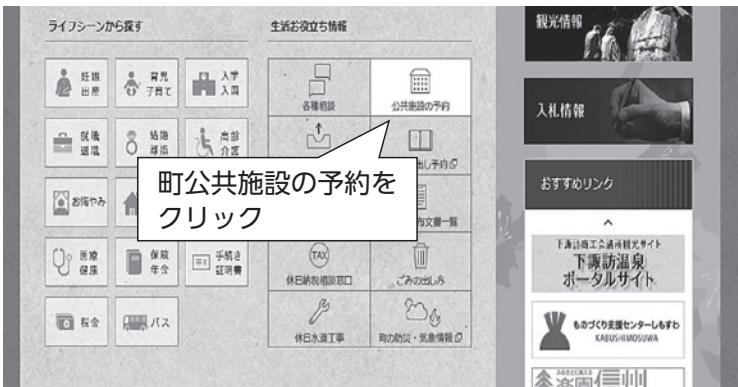 ライフシーンから探す
妊娠
出産
育児
子育て
入学
入園
就職
退職
結婚
離婚
高齢
介護
お悔やみ
医療
健康
保険
年金
手続き
証明書
税金
バス
生活お役立ち情報
各種相談
公共施設の予約
出し予約
布文書一覧
TAX
休日納税相談窓口
ごみの出し方
休日水道工事
町の防災・気象情報
町公共施設の予約を
クリック
観光情報
入札情報
おすすめリンク
下諏訪商工会議所観光サイト
下諏訪温泉
ポータルサイト
ものづくり支援センターしもすわ
KABUSHIMOSUWA